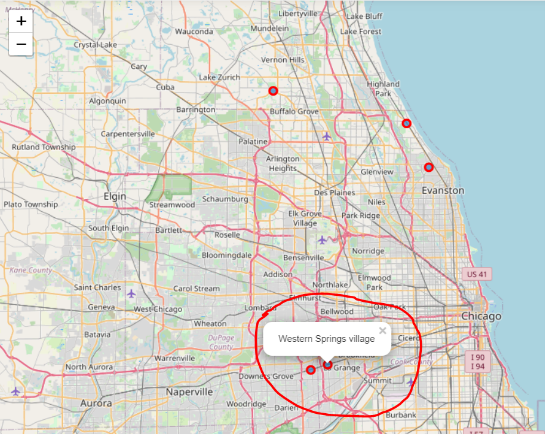 +
−
Libertyville
Lake Bluff
Mundelein
Lake Forest
Wauconda
Crystal Lake
Vernon Hills
Cary
Lake Zurich
Highland
Park
Cuba
Algonquin
Barrington
Buffalo Grove
Carpentersville
Rutland Township
Palatine
Arlington
Heights
Glenview
Des Plaines
Evanston
Elgin
Streamwood
Schaumburg
Niles
Plato Township
Elk Grove
Village
Park Ridge
South Elgin
Bartlett
Roselle
Norridge
Bloomingdale
Bensenville
Kane County
Addison
Elmwood
Park
US 41
Northlake
Saint Charles
Carol Stream
Elmhurst
Oak Park
Geneva
West Chicago
Lombard
Bellwood
Chicago
Wheaton
Batavia
DuPage
County
Western Springs village
×
Cicero
Warrenville
I 90
I 94
North Aurora
Downers Grove
Grange
Summit
Naperville
Aurora
Woodridge
Darien
Burbank